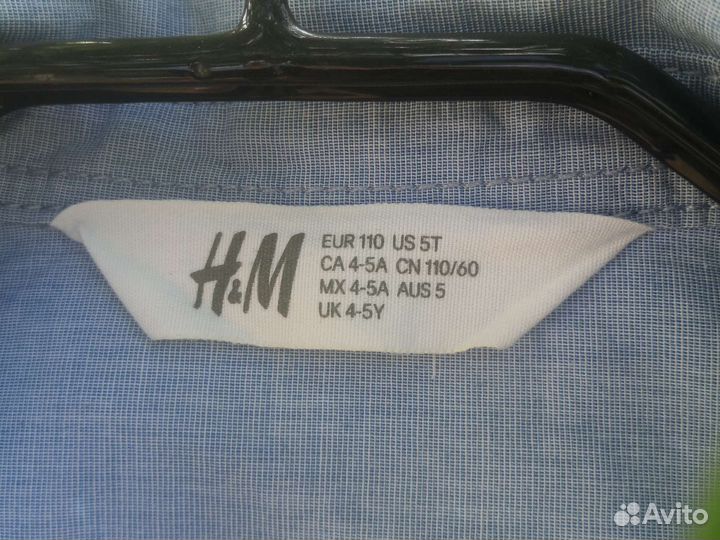 H&M
EUR 110 US 5T
CA 4-5A CN 110/60
MX 4-5A AUS 5
UK 4-5Y
Avito